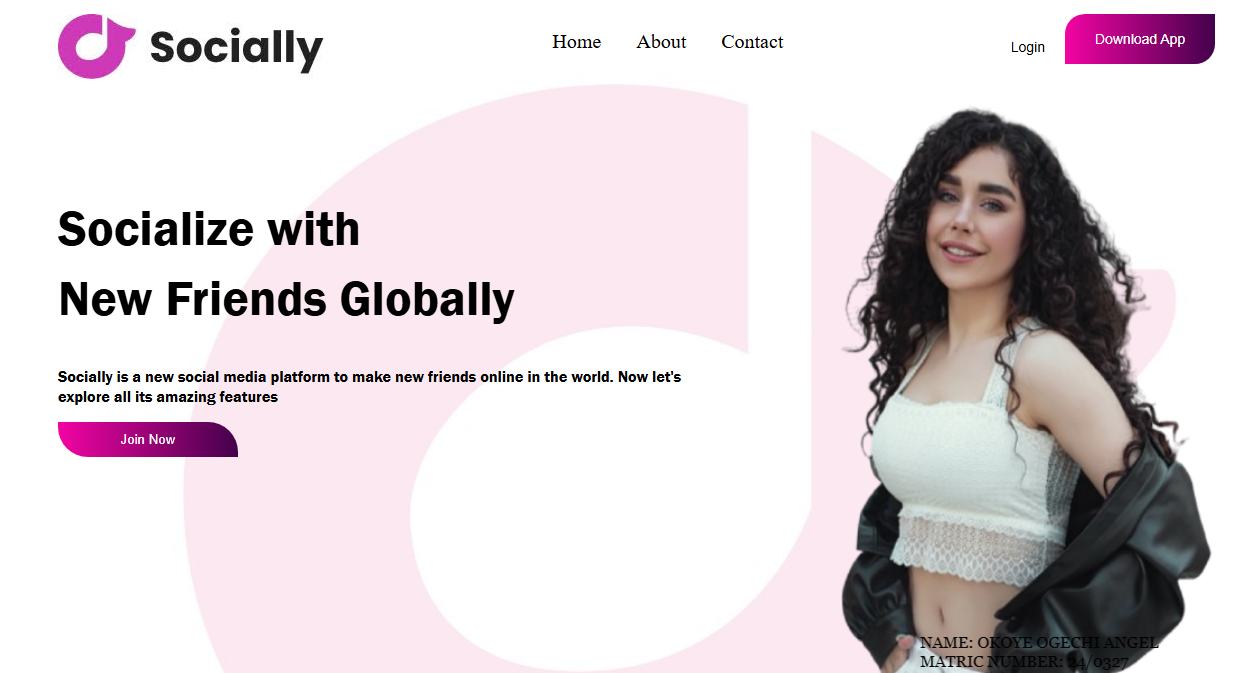 Socially
Home About Contact
Login
Download App
Socialize with
New Friends Globally
Socially is a new social media platform to make new friends online in the world. Now let's
explore all its amazing features
Join Now
NAME: OKOYE OGECHI ANGEL
MATRIC NUMBER: 24/0327